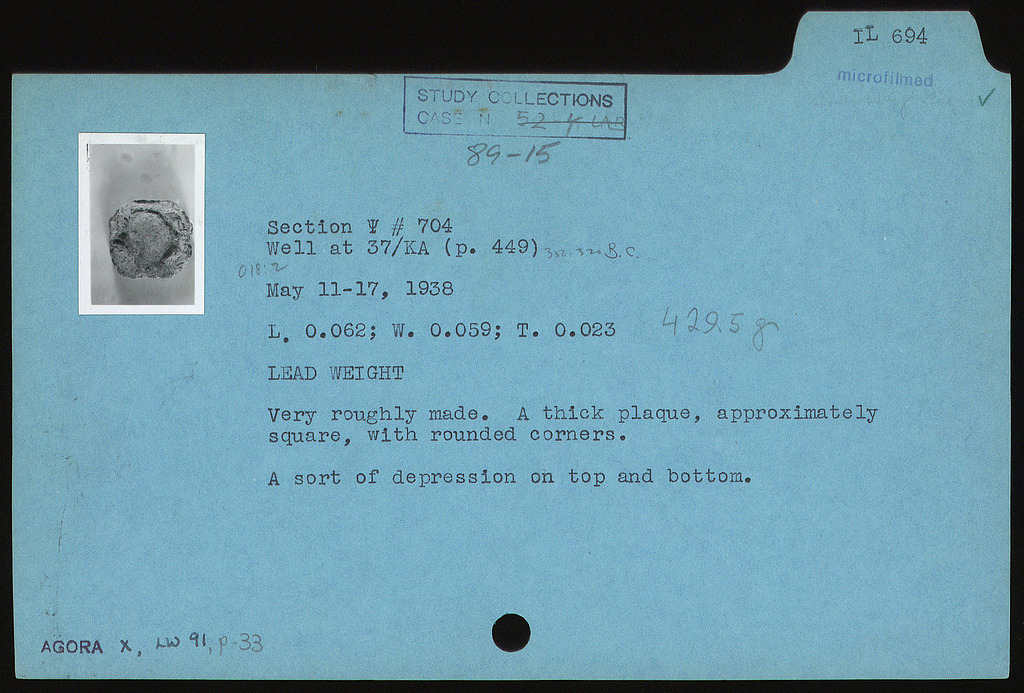 IL 694
microfilmed
✓
STUDY COLLECTIONS
CASE N 52-4 LAB
89-15
Section Ψ # 704
Well at 37/KA (p. 449) B.C.
May 11-17, 1938
L. 0.062; W. 0.059; T. 0.023 429.5 gr
LEAD WEIGHT
Very roughly made. A thick plaque, approximately
square, with rounded corners.
A sort of depression on top and bottom.
AGORA X, LW 91, p-33